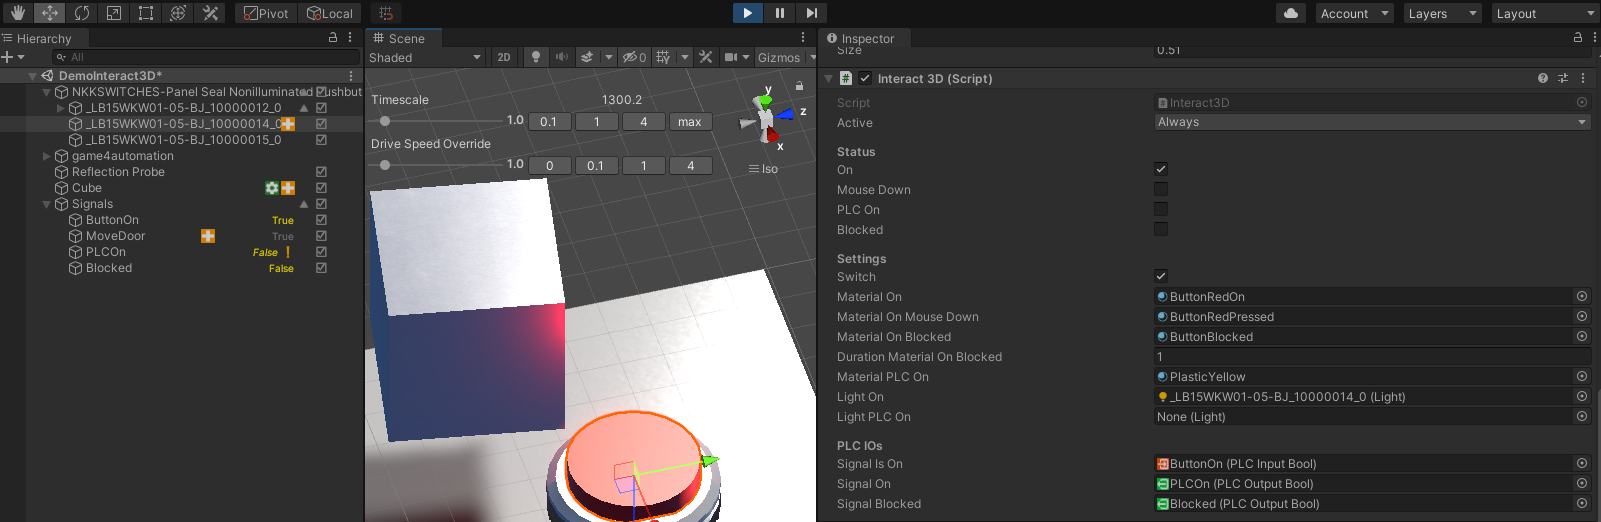 Pivot
Local
Account
Layers
Layout
Hierarchy
All
DemoInteract3D*
NKKSWITCHES-Panel Seal Nonilluminated Pushbut
_LB15WKW01-05-BJ_10000012_0
_LB15WKW01-05-BJ_10000014_0
_LB15WKW01-05-BJ_10000015_0
game4automation
Reflection Probe
Cube
Signals
ButtonOn True
MoveDoor True
PLCOn False !
Blocked False
Scene
Shaded 2D 0 Gizmos
Timescale 1300.2
1.0 0.1 1 4 max
Drive Speed Override
1.0 0 0.1 1 4
y
z
x
Iso
Inspector
Size 0.51
# Interact 3D (Script)
Script Interact3D
Active Always
Status
On
Mouse Down
PLC On
Blocked
Settings
Switch
Material On ButtonRedOn
Material On Mouse Down ButtonRedPressed
Material On Blocked ButtonBlocked
Duration Material On Blocked 1
Material PLC On PlasticYellow
Light On _LB15WKW01-05-BJ_10000014_0 (Light)
Light PLC On None (Light)
PLC IOs
Signal Is On ButtonOn (PLC Input Bool)
Signal On PLCOn (PLC Output Bool)
Signal Blocked Blocked (PLC Output Bool)